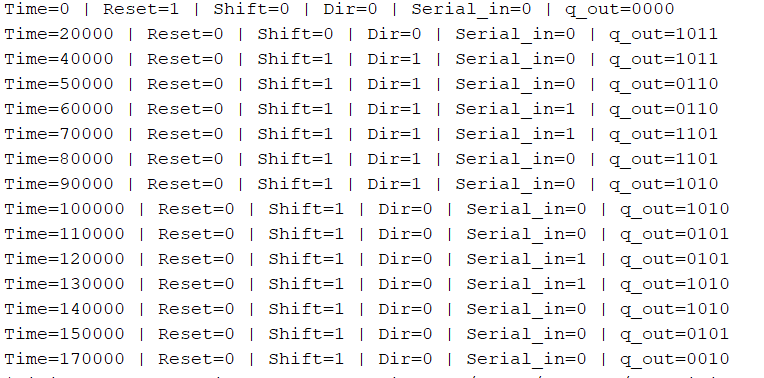 Time=0 | Reset=1 | Shift=0 | Dir=0 | Serial_in=0 | q_out=0000
Time=20000 | Reset=0 | Shift=0 | Dir=0 | Serial_in=0 | q_out=1011
Time=40000 | Reset=0 | Shift=1 | Dir=1 | Serial_in=0 | q_out=1011
Time=50000 | Reset=0 | Shift=1 | Dir=1 | Serial_in=0 | q_out=0110
Time=60000 | Reset=0 | Shift=1 | Dir=1 | Serial_in=1 | q_out=0110
Time=70000 | Reset=0 | Shift=1 | Dir=1 | Serial_in=1 | q_out=1101
Time=80000 | Reset=0 | Shift=1 | Dir=1 | Serial_in=0 | q_out=1101
Time=90000 | Reset=0 | Shift=1 | Dir=1 | Serial_in=0 | q_out=1010
Time=100000 | Reset=0 | Shift=1 | Dir=0 | Serial_in=0 | q_out=1010
Time=110000 | Reset=0 | Shift=1 | Dir=0 | Serial_in=0 | q_out=0101
Time=120000 | Reset=0 | Shift=1 | Dir=0 | Serial_in=1 | q_out=0101
Time=130000 | Reset=0 | Shift=1 | Dir=0 | Serial_in=1 | q_out=1010
Time=140000 | Reset=0 | Shift=1 | Dir=0 | Serial_in=0 | q_out=1010
Time=150000 | Reset=0 | Shift=1 | Dir=0 | Serial_in=0 | q_out=0101
Time=170000 | Reset=0 | Shift=1 | Dir=0 | Serial_in=0 | q_out=0010